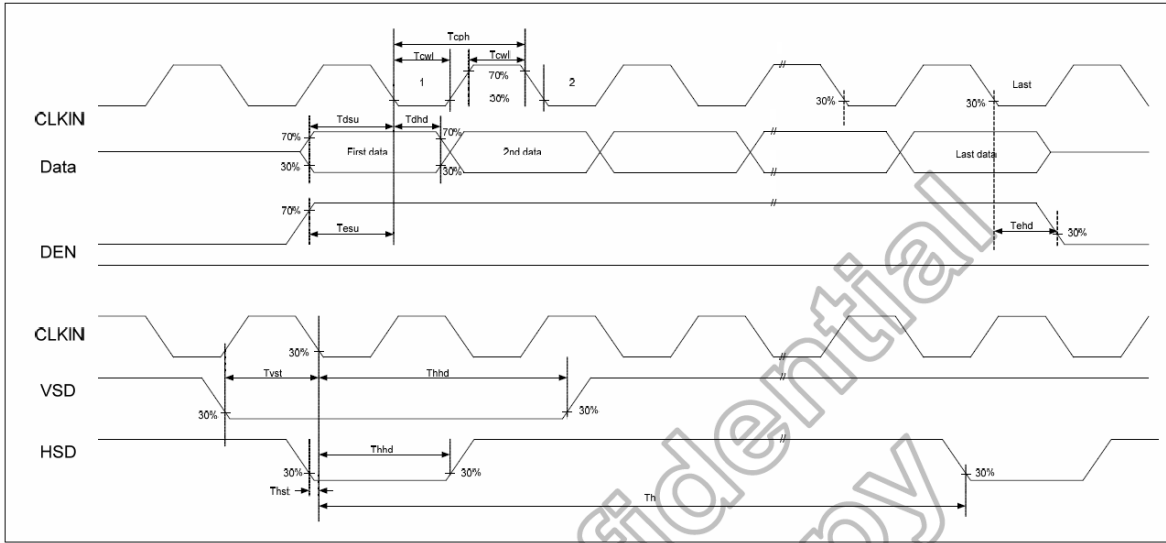 Tcph
Tcwl
Tcwl
1
70%
30%
2
//
30%
30%
Last
CLKIN
Tdsu
Tdhd
70%
70%
First data
2nd data
//
Last data
30%
30%
Data
70%
//
Tesu
Tehd
30%
DEN
CLKIN
30%
//
Tvst
Thhd
//
VSD
30%
30%
HSD
Thhd
//
30%
30%
30%
Thst
Th
fidential
py